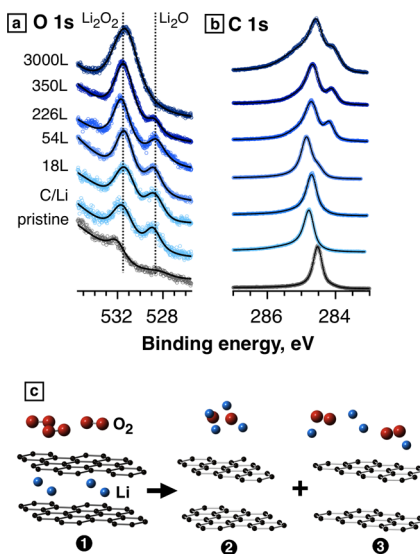 a O 1s
Li₂O₂ Li₂O
3000L
350L
226L
54L
18L
C/Li
pristine
532 528
b C 1s
286 284
Binding energy, eV
c
O₂
Li
+
1
2
3